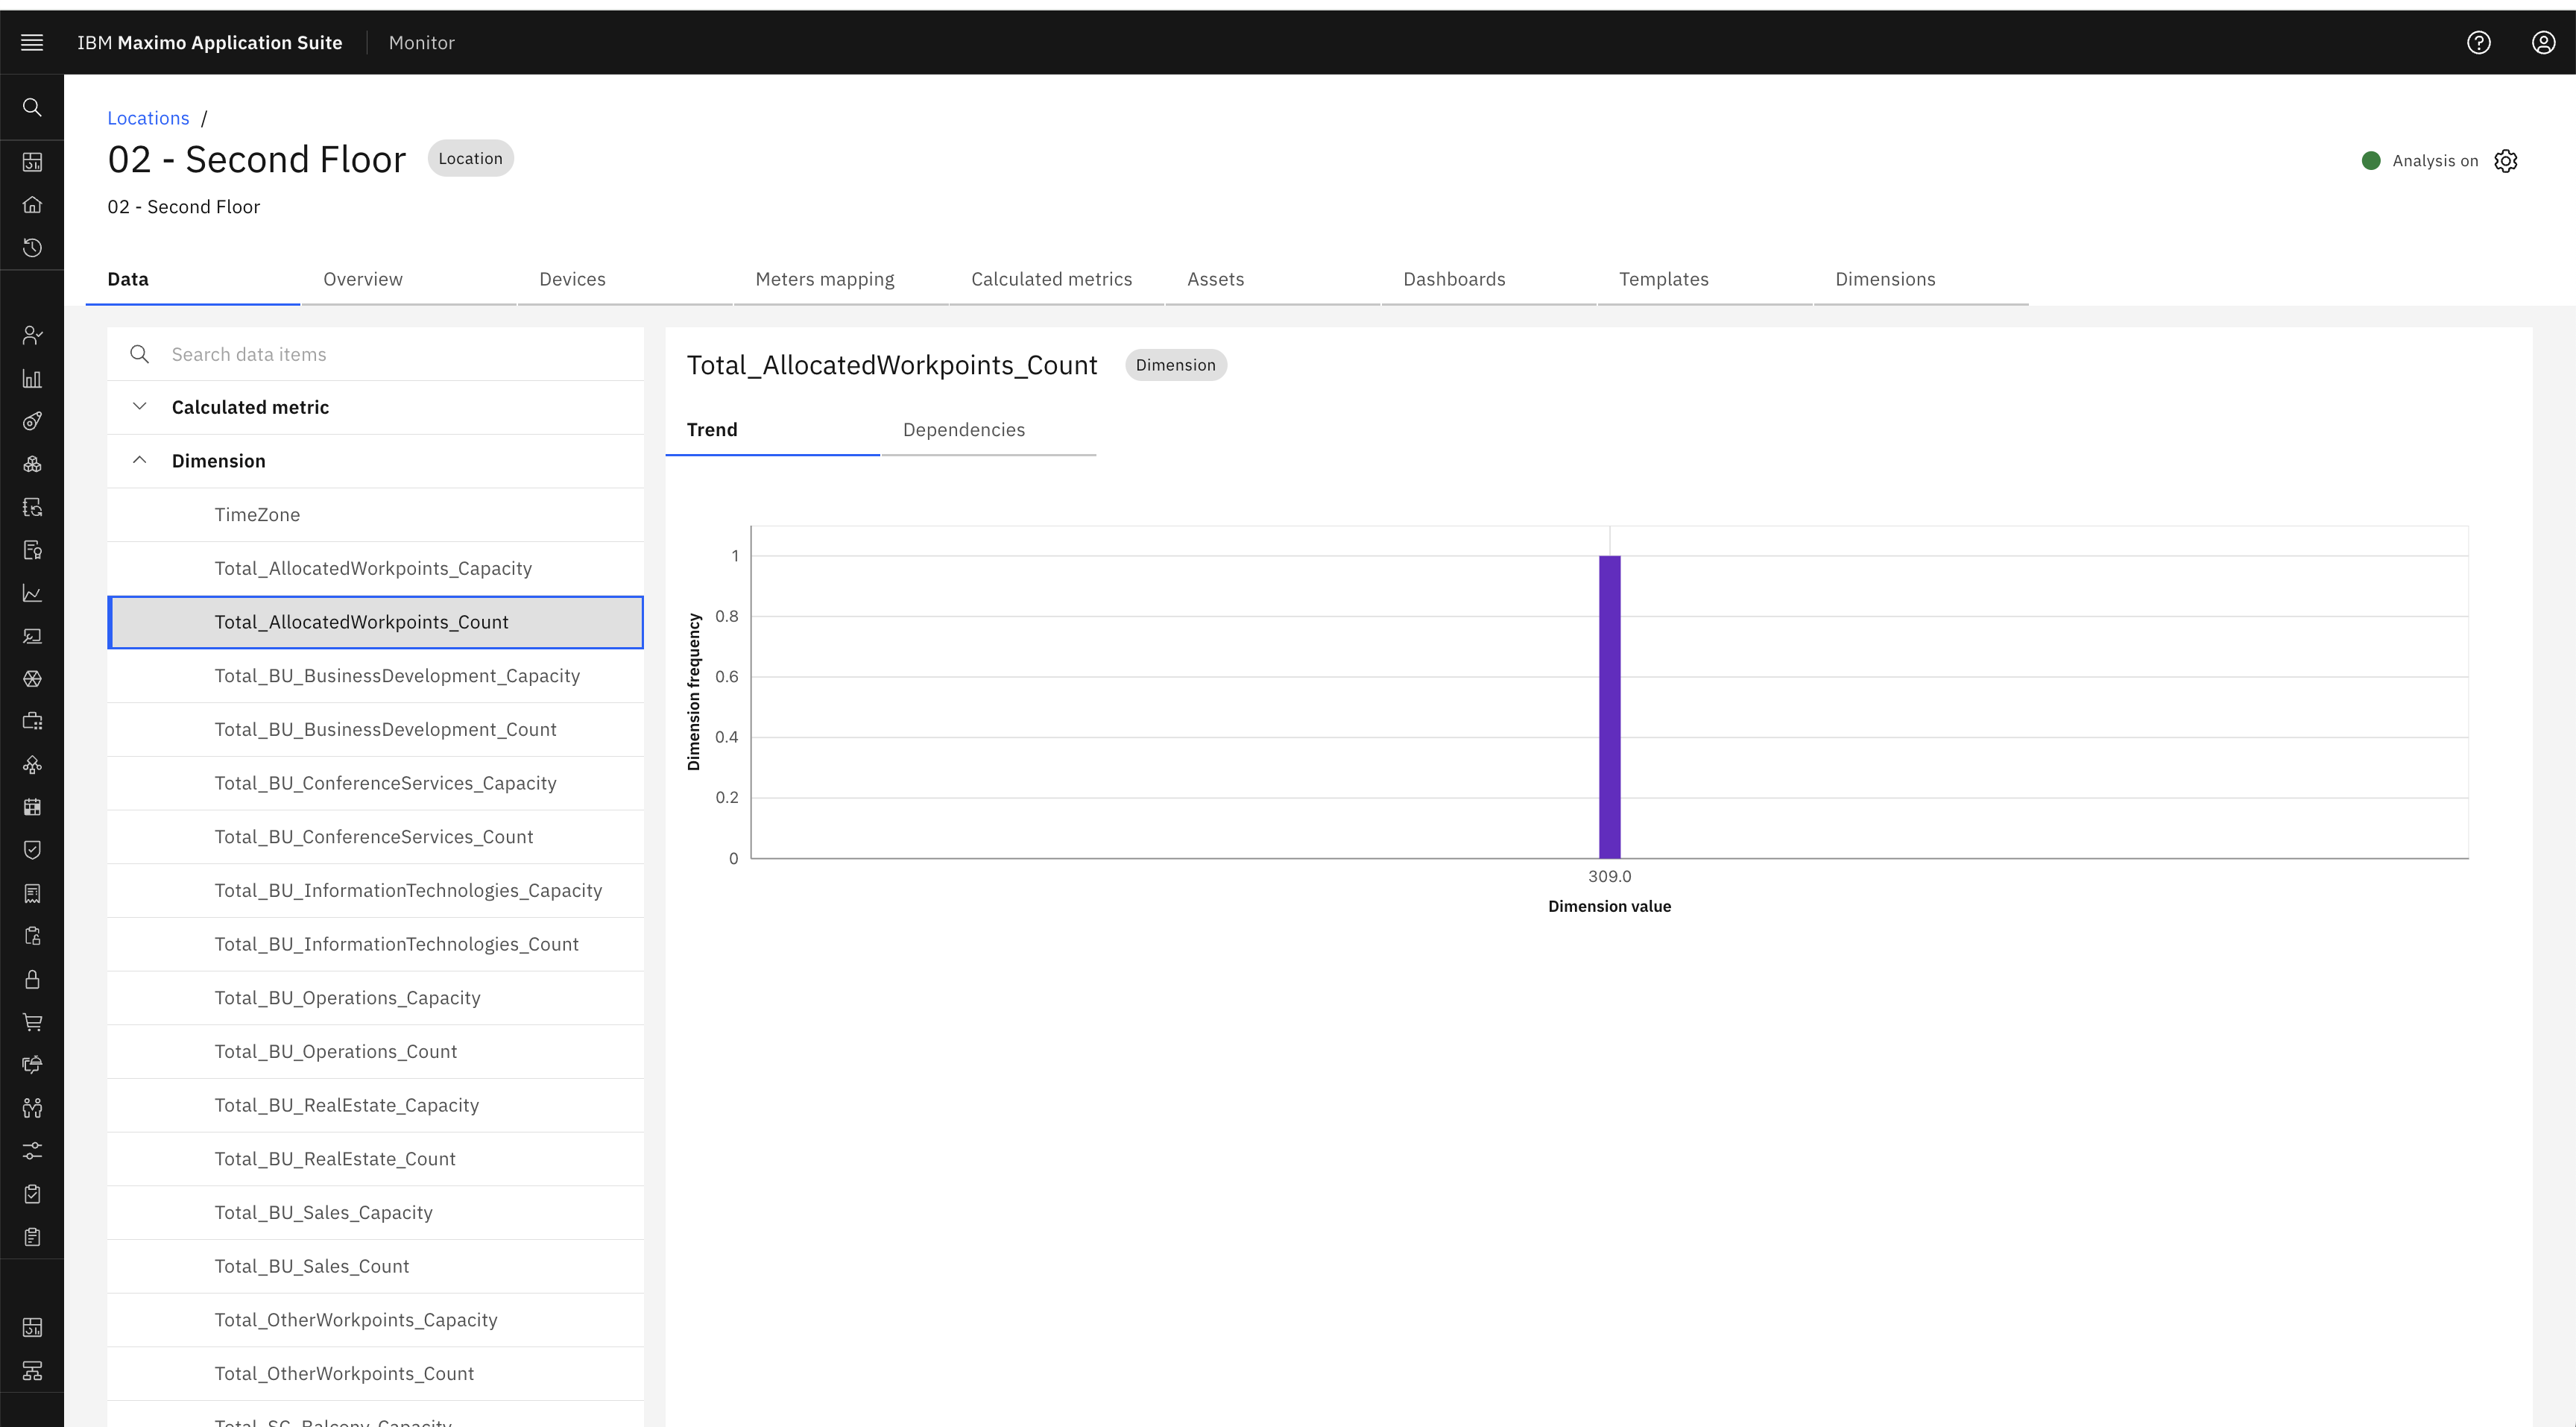 IBM Maximo Application Suite
Monitor
Locations /
02 - Second Floor
Location
02 - Second Floor
Analysis on
Data
Overview
Devices
Meters mapping
Calculated metrics
Assets
Dashboards
Templates
Dimensions
Search data items
Calculated metric
Dimension
TimeZone
Total_AllocatedWorkpoints_Capacity
Total_AllocatedWorkpoints_Count
Total_BU_BusinessDevelopment_Capacity
Total_BU_BusinessDevelopment_Count
Total_BU_ConferenceServices_Capacity
Total_BU_ConferenceServices_Count
Total_BU_InformationTechnologies_Capacity
Total_BU_InformationTechnologies_Count
Total_BU_Operations_Capacity
Total_BU_Operations_Count
Total_BU_RealEstate_Capacity
Total_BU_RealEstate_Count
Total_BU_Sales_Capacity
Total_BU_Sales_Count
Total_OtherWorkpoints_Capacity
Total_OtherWorkpoints_Count
Total_SC_Balcony_Capacity
Total_AllocatedWorkpoints_Count
Dimension
Trend
Dependencies
Dimension frequency
1
0.8
0.6
0.4
0.2
0
309.0
Dimension value